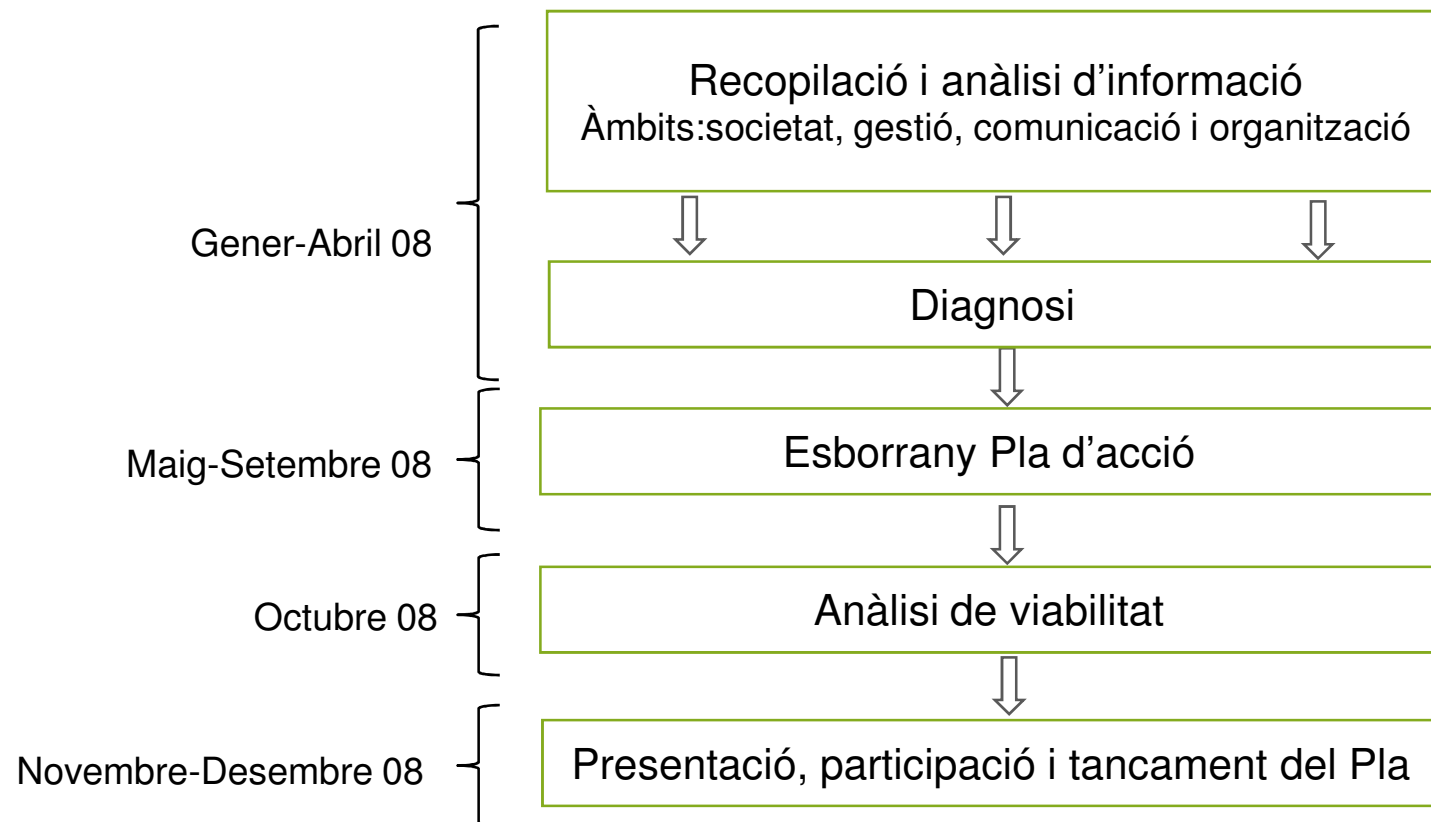 Recopilació i anàlisi d’informació
Àmbits:societat, gestió, comunicació i organització
Gener-Abril 08
Diagnosi
Maig-Setembre 08
Esborrany Pla d’acció
Octubre 08
Anàlisi de viabilitat
Novembre-Desembre 08
Presentació, participació i tancament del Pla